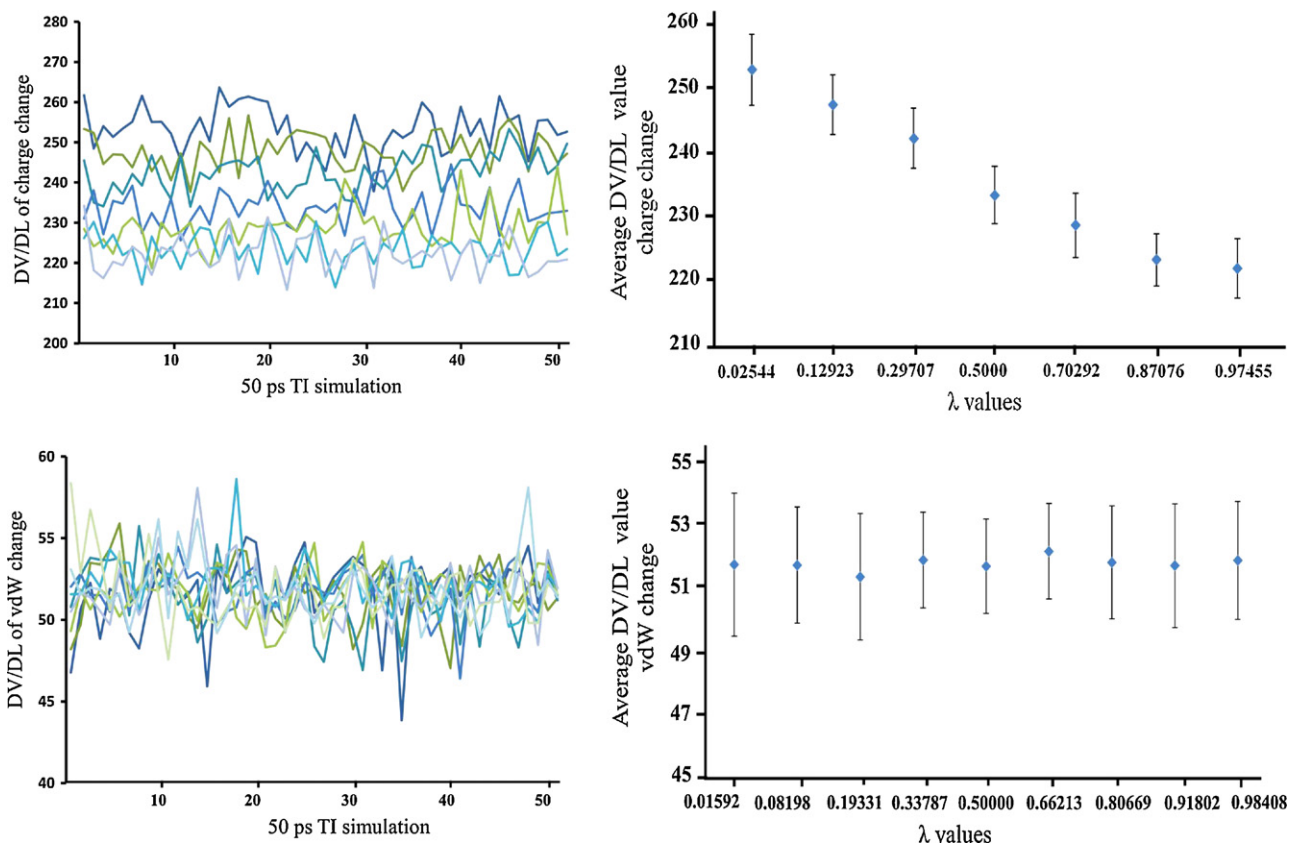 DV/DL of charge change
280
270
260
250
240
230
220
210
200
10 20 30 40 50
50 ps TI simulation
Average DV/DL value
charge change
260
250
240
230
220
210
0.02544 0.12923 0.29707 0.5000 0.70292 0.87076 0.97455
λ values
DV/DL of vdW change
60
55
50
45
40
10 20 30 40 50
50 ps TI simulation
Average DV/DL value
vdW change
55
53
51
49
47
45
0.01592 0.08198 0.19331 0.33787 0.50000 0.66213 0.80669 0.91802 0.98408
λ values